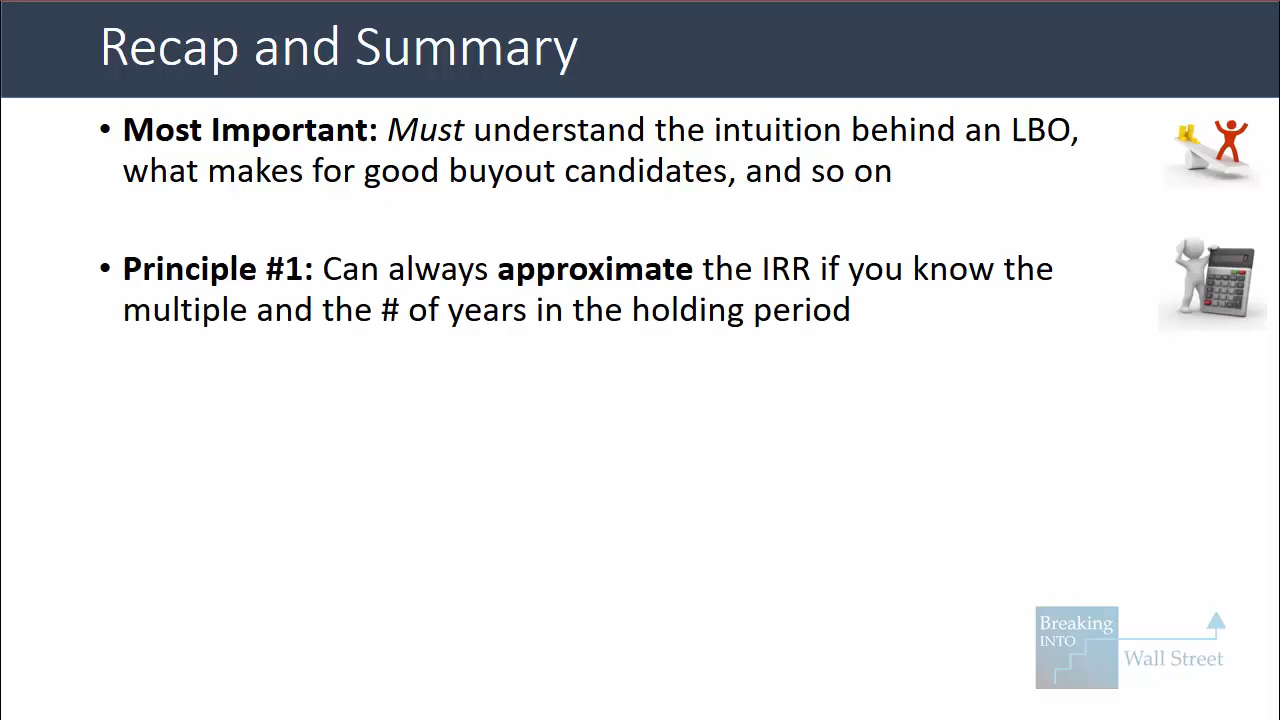 Recap and Summary
• Most Important: Must understand the intuition behind an LBO,
what makes for good buyout candidates, and so on
• Principle #1: Can always approximate the IRR if you know the
multiple and the # of years in the holding period
Breaking
INTO
Wall Street